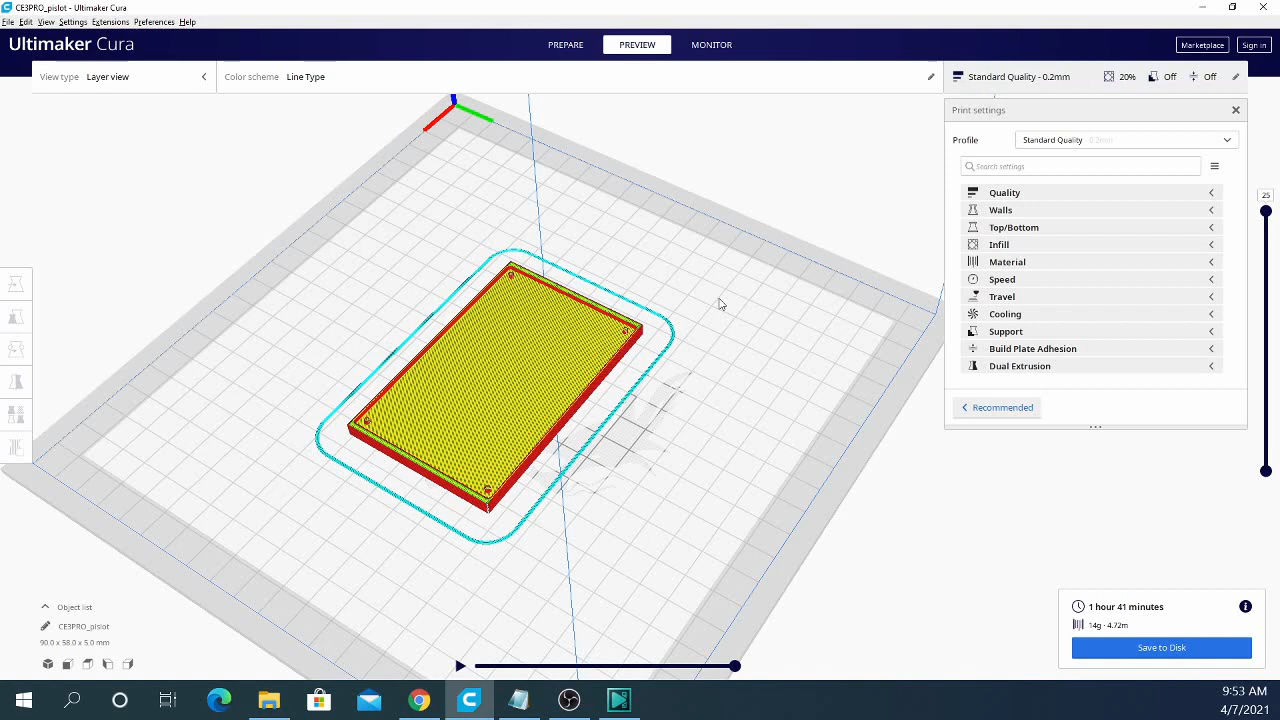 CE3PRO_pislot - Ultimaker Cura
File Edit View Settings Extensions Preferences Help
Ultimaker Cura
PREPARE
PREVIEW
MONITOR
Marketplace
Sign in
View type Layer view
Color scheme Line Type
Standard Quality - 0.2mm
20%
Off
Off
Print settings
Profile
Standard Quality - 0.2mm
Search settings
Quality
Walls
Top/Bottom
Infill
Material
Speed
Travel
Cooling
Support
Build Plate Adhesion
Dual Extrusion
Recommended
25
Object list
CE3PRO_pislot
90.0 x 58.0 x 5.0 mm
1 hour 41 minutes
14g · 4.72m
Save to Disk
9:53 AM
4/7/2021